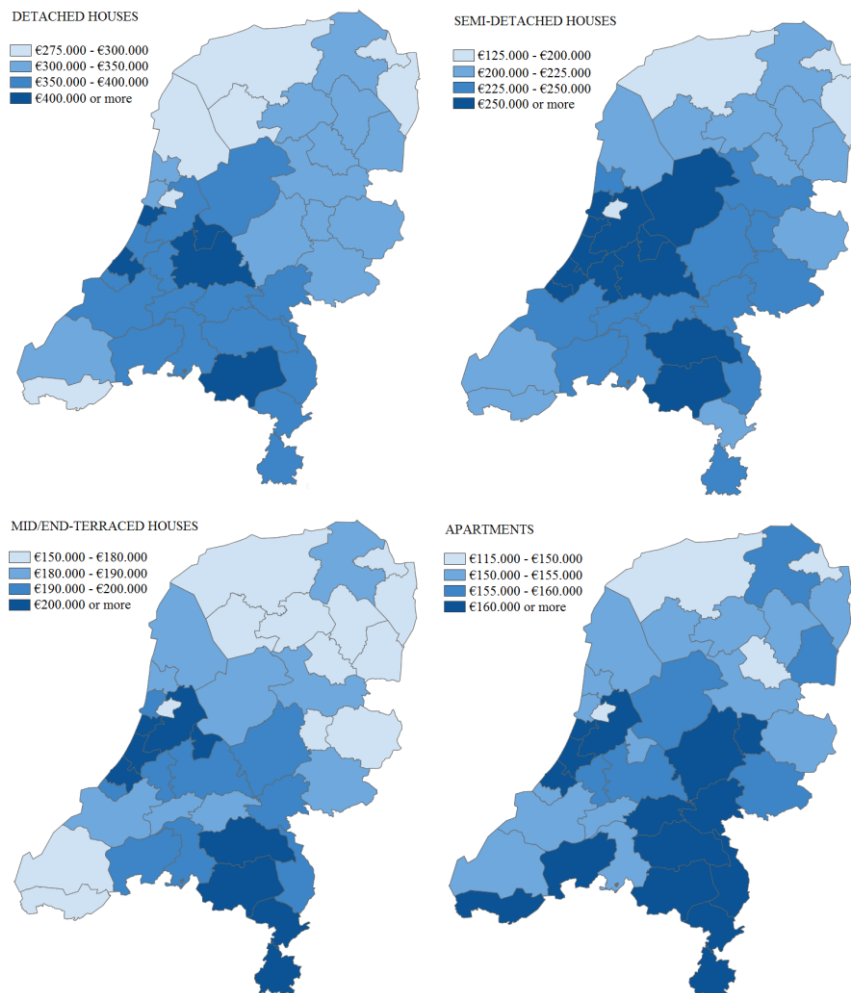 DETACHED HOUSES
€275.000 - €300.000
€300.000 - €350.000
€350.000 - €400.000
€400.000 or more
SEMI-DETACHED HOUSES
€125.000 - €200.000
€200.000 - €225.000
€225.000 - €250.000
€250.000 or more
MID/END-TERRACED HOUSES
€150.000 - €180.000
€180.000 - €190.000
€190.000 - €200.000
€200.000 or more
APARTMENTS
€115.000 - €150.000
€150.000 - €155.000
€155.000 - €160.000
€160.000 or more